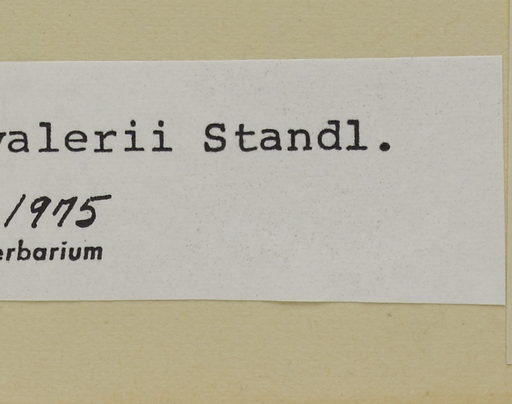 valerii Standl.
1975
erbarium